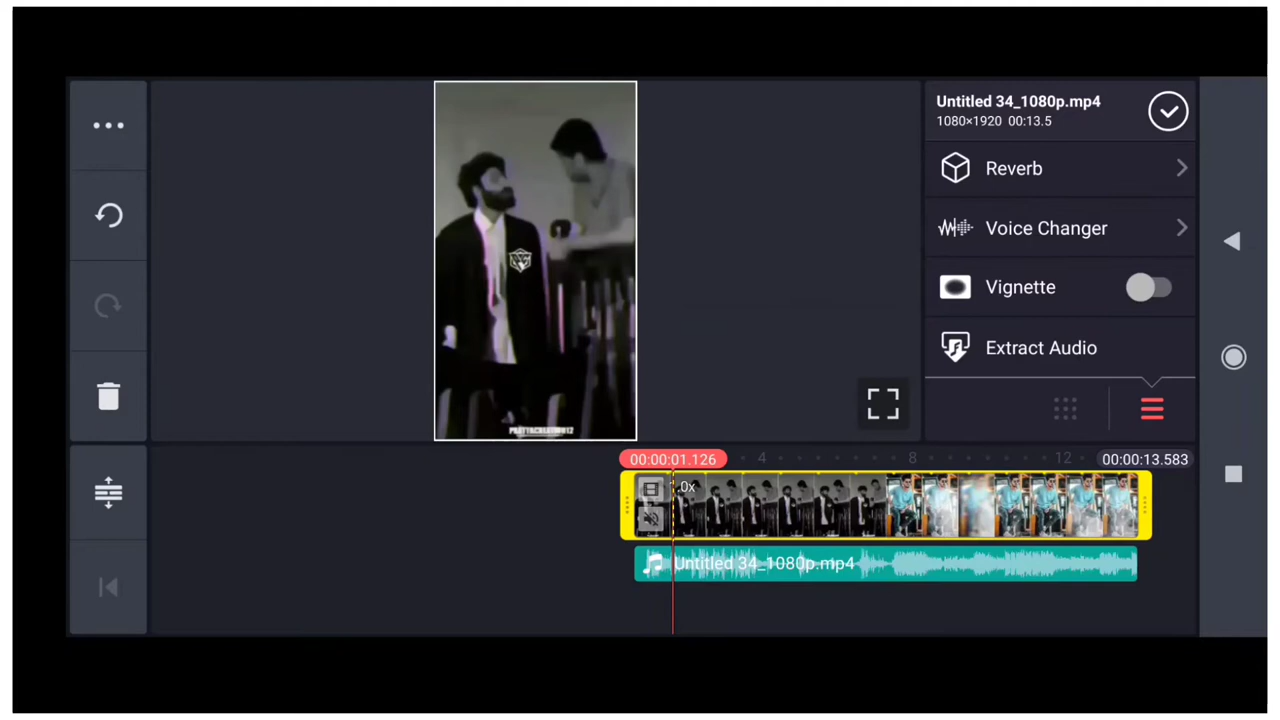 Untitled 34_1080p.mp4
1080×1920 00:13.5
Reverb
Voice Changer
Vignette
Extract Audio
00:00:01.126
4
8
12
00:00:13.583
1.0x
Untitled 34_1080p.mp4